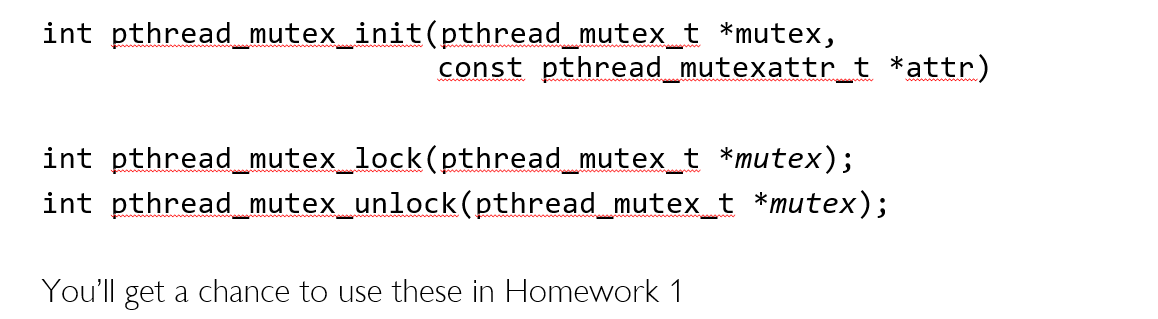 int pthread_mutex_init(pthread_mutex_t *mutex,
const pthread_mutexattr_t *attr)
int pthread_mutex_lock(pthread_mutex_t *mutex);
int pthread_mutex_unlock(pthread_mutex_t *mutex);
You’ll get a chance to use these in Homework 1